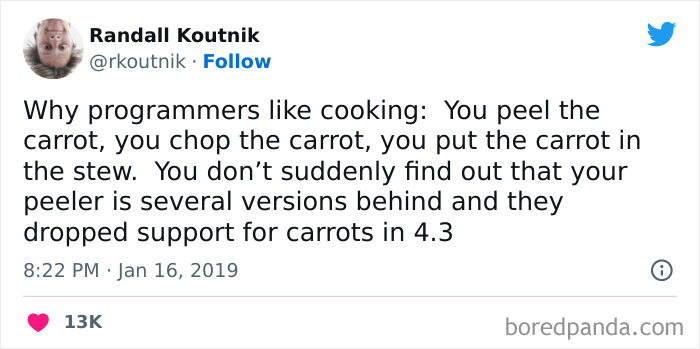 Randall Koutnik
@rkoutnik · Follow
Why programmers like cooking:  You peel the
carrot, you chop the carrot, you put the carrot in
the stew.  You don’t suddenly find out that your
peeler is several versions behind and they
dropped support for carrots in 4.3
8:22 PM · Jan 16, 2019
13K
boredpanda.com